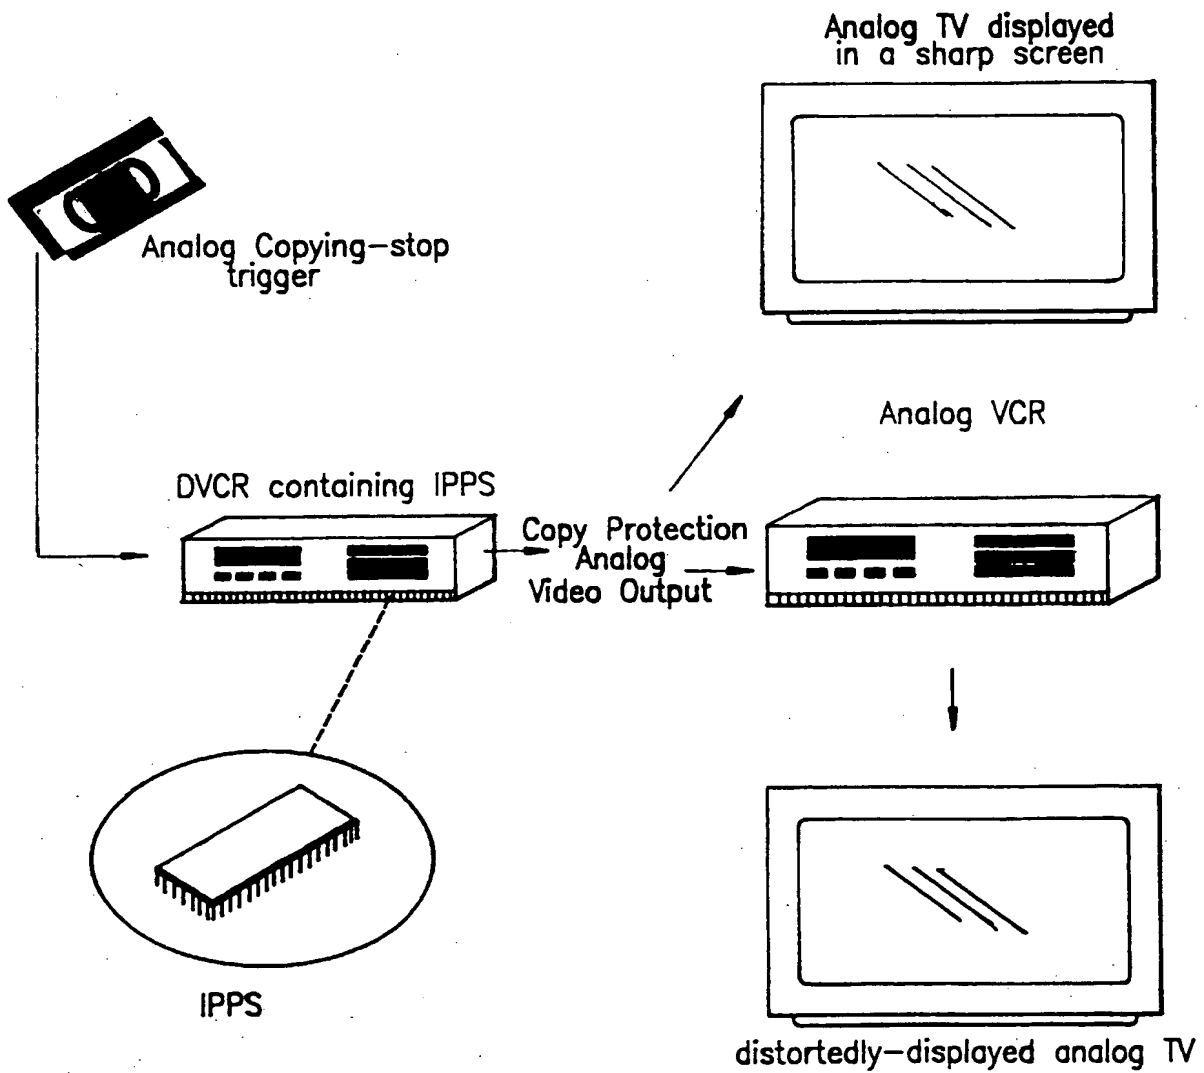 Analog TV displayed
in a sharp screen
Analog Copying-stop
trigger
Analog VCR
DVCR containing IPPS
Copy Protection
Analog
Video Output
IPPS
distortedly-displayed analog TV